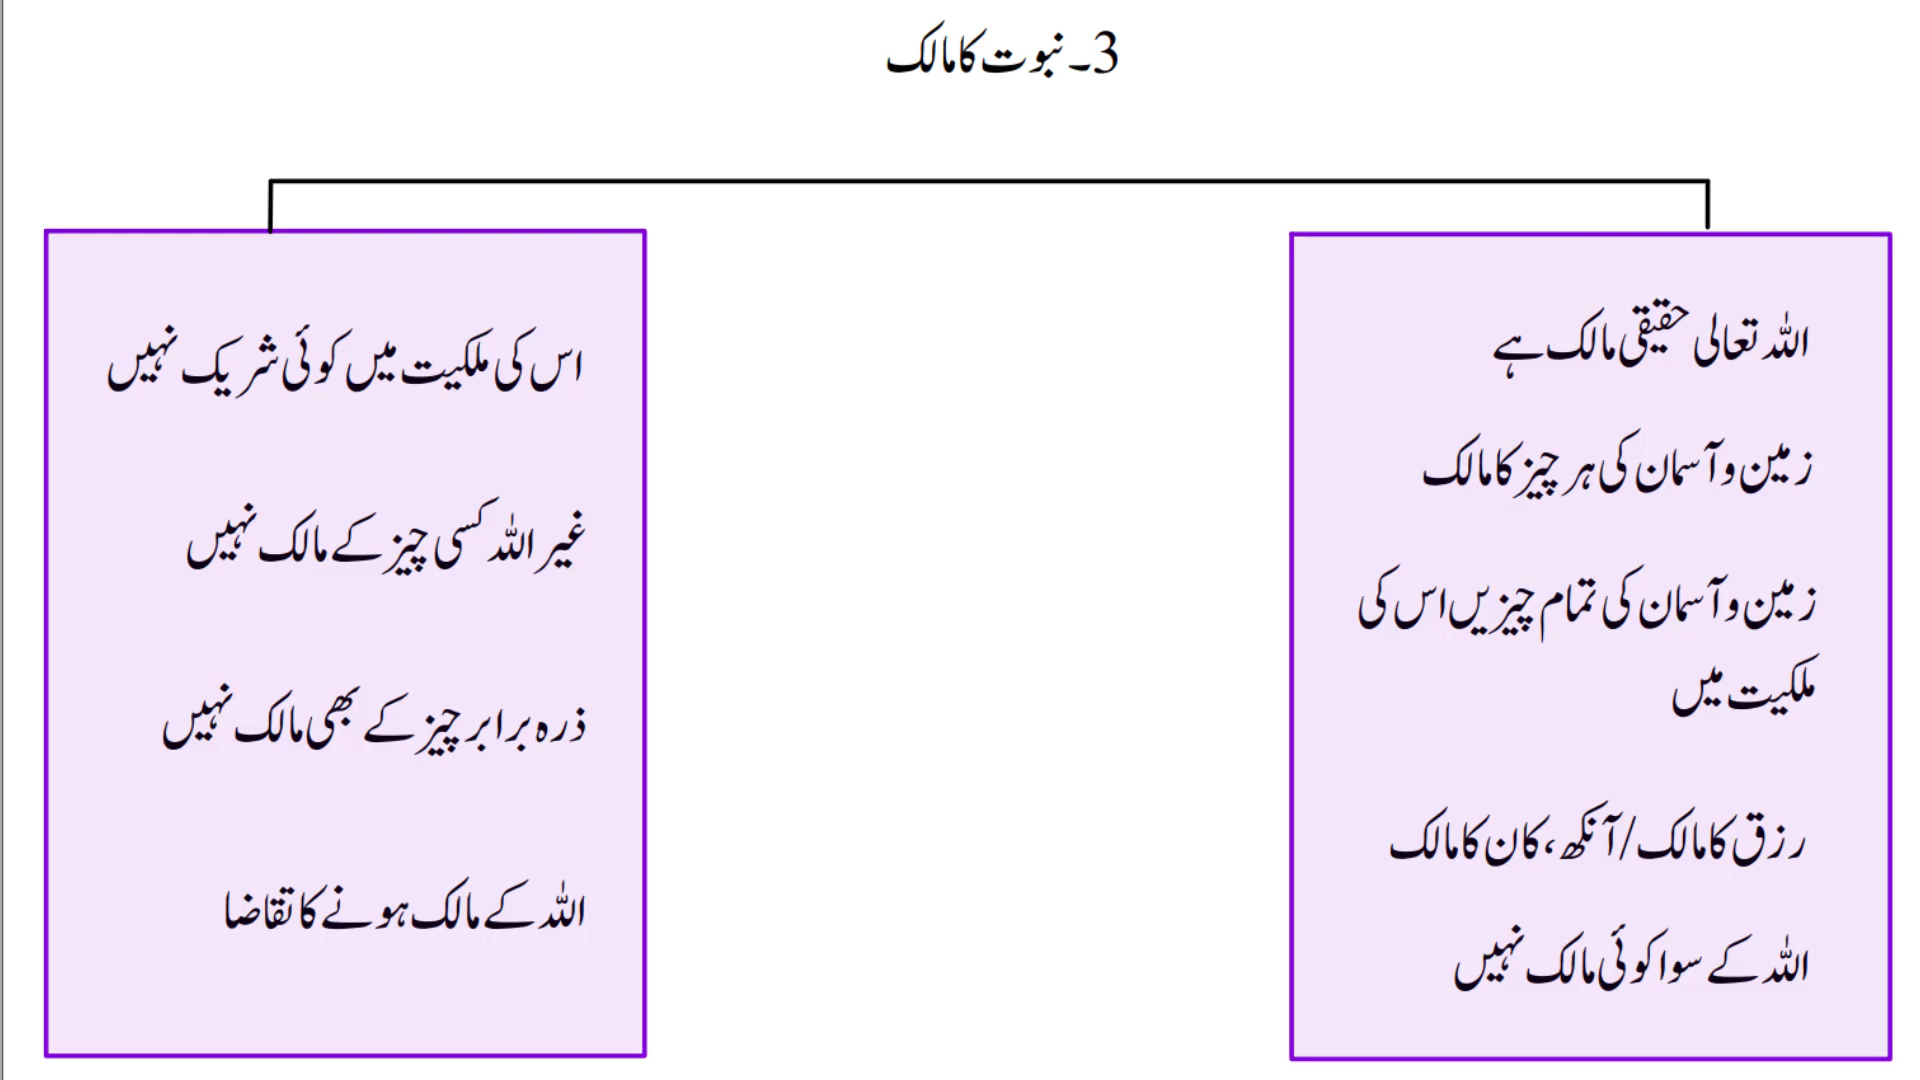 3۔ نبوت کا مالک
اللہ تعالی حقیقی مالک ہے
زمین و آسمان کی ہر چیز کا مالک
زمین و آسمان کی تمام چیزیں اس کی
ملکیت میں
رزق کا مالک/آنکھ، کان کا مالک
اللہ کے سوا کوئی مالک نہیں
اس کی ملکیت میں کوئی شریک نہیں
غیر اللہ کسی چیز کے مالک نہیں
ذرہ برابر چیز کے بھی مالک نہیں
اللہ کے مالک ہونے کا تقاضا